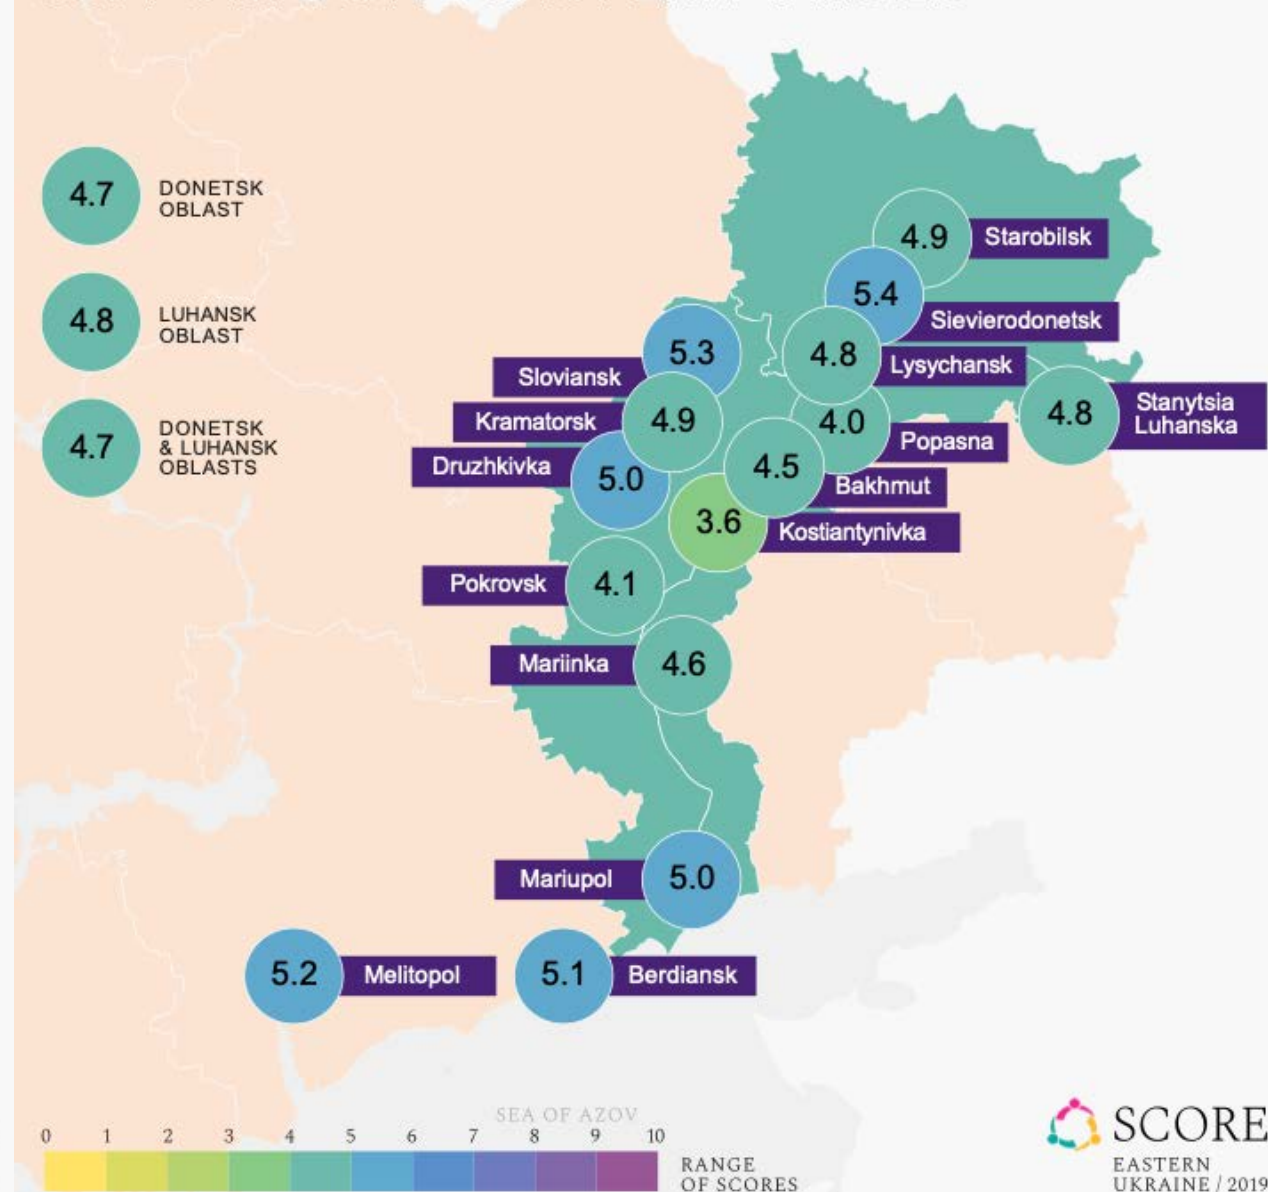 4.7
DONETSK
OBLAST
4.8
LUHANSK
OBLAST
4.7
DONETSK
& LUHANSK
OBLASTS
4.9
Starobilsk
5.4
Sievierodonetsk
5.3
Sloviansk
4.8
Lysychansk
4.8
Stanytsia
Luhanska
4.9
Kramatorsk
4.0
Popasna
5.0
Druzhkivka
4.5
Bakhmut
3.6
Kostiantynivka
4.1
Pokrovsk
4.6
Mariinka
5.0
Mariupol
5.2
Melitopol
5.1
Berdiansk
SEA OF AZOV
0 1 2 3 4 5 6 7 8 9 10
RANGE
OF SCORES
SCORE
EASTERN
UKRAINE / 2019